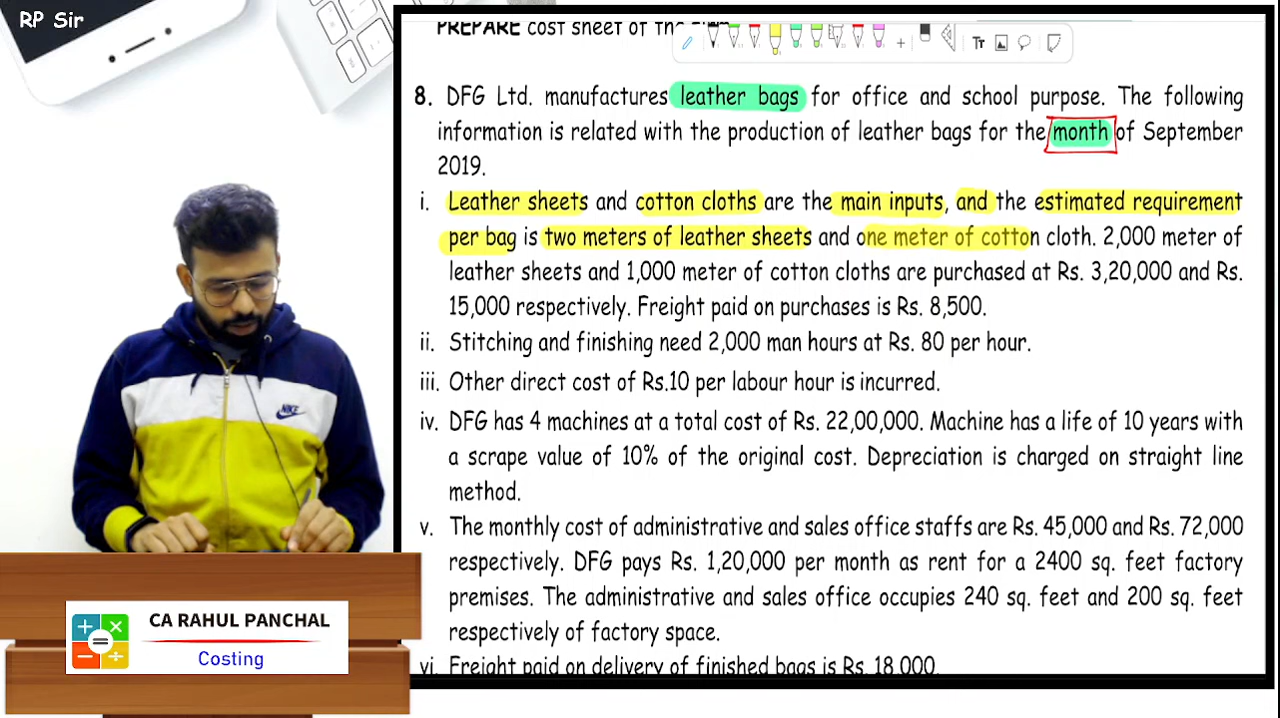 RP Sir
PREPARE cost sheet of the
Tr
8. DFG Ltd. manufactures leather bags for office and school purpose. The following
information is related with the production of leather bags for the month of September
2019.
i. Leather sheets and cotton cloths are the main inputs, and the estimated requirement
per bag is two meters of leather sheets and one meter of cotton cloth. 2,000 meter of
leather sheets and 1,000 meter of cotton cloths are purchased at Rs. 3,20,000 and Rs.
15,000 respectively. Freight paid on purchases is Rs. 8,500.
ii. Stitching and finishing need 2,000 man hours at Rs. 80 per hour.
iii. Other direct cost of Rs.10 per labour hour is incurred.
iv. DFG has 4 machines at a total cost of Rs. 22,00,000. Machine has a life of 10 years with
a scrape value of 10% of the original cost. Depreciation is charged on straight line
method.
v. The monthly cost of administrative and sales office staffs are Rs. 45,000 and Rs. 72,000
respectively. DFG pays Rs. 1,20,000 per month as rent for a 2400 sq. feet factory
premises. The administrative and sales office occupies 240 sq. feet and 200 sq. feet
respectively of factory space.
vi. Freight paid on delivery of finished bags is Rs. 18,000.
NIKE
CA RAHUL PANCHAL
Costing